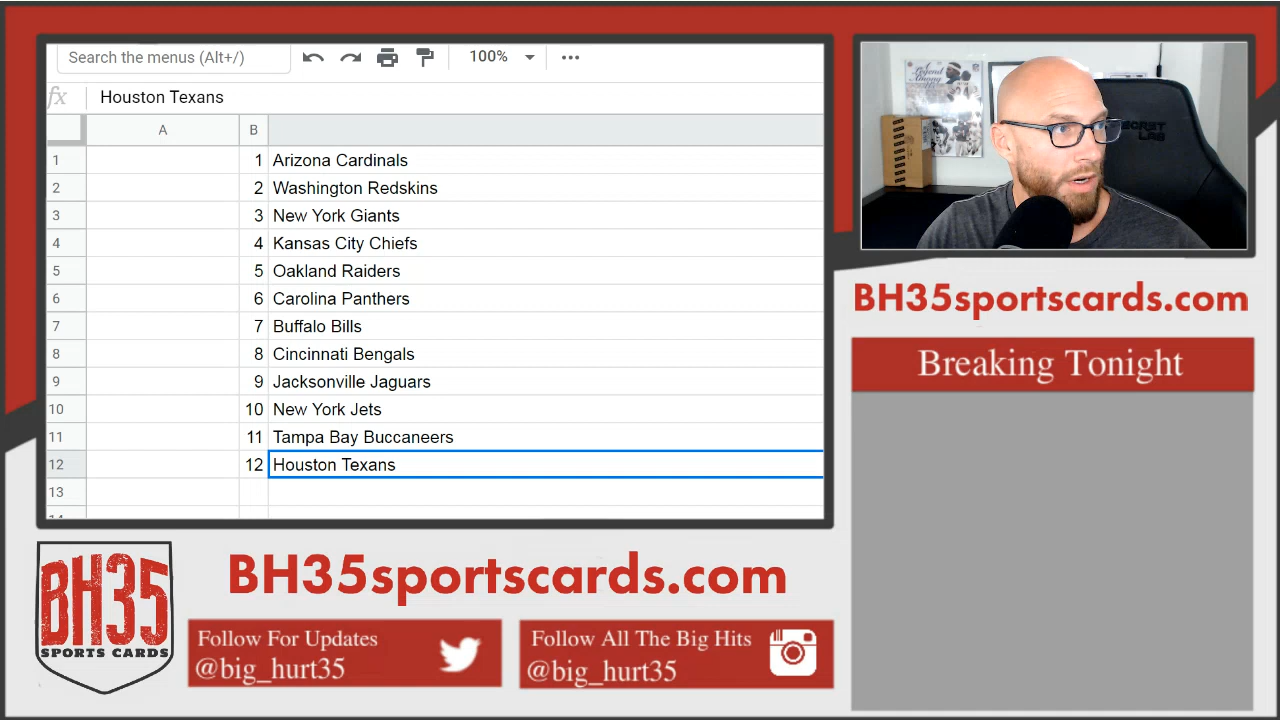 Search the menus (Alt+/)
100%
fx
Houston Texans
A
B
1
1 Arizona Cardinals
2
2 Washington Redskins
3
3 New York Giants
4
4 Kansas City Chiefs
5
5 Oakland Raiders
6
6 Carolina Panthers
7
7 Buffalo Bills
8
8 Cincinnati Bengals
9
9 Jacksonville Jaguars
10
10 New York Jets
11
11 Tampa Bay Buccaneers
12
12 Houston Texans
13
SECRET
LAB
BH35sportscards.com
Breaking Tonight
BH35
SPORTS CARDS
BH35sportscards.com
Follow For Updates
@big_hurt35
Follow All The Big Hits
@big_hurt35